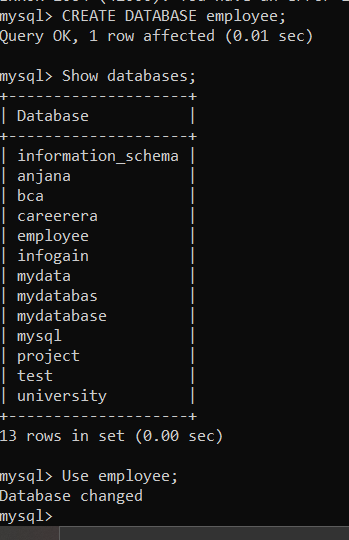 mysql> CREATE DATABASE employee;
Query OK, 1 row affected (0.01 sec)
mysql> Show databases;
+--------------------+
| Database           |
+--------------------+
| information_schema |
| anjana             |
| bca                |
| careerera          |
| employee           |
| infogain           |
| mydata             |
| mydatabas          |
| mydatabase         |
| mysql              |
| project            |
| test               |
| university         |
+--------------------+
13 rows in set (0.00 sec)
mysql> Use employee;
Database changed
mysql>